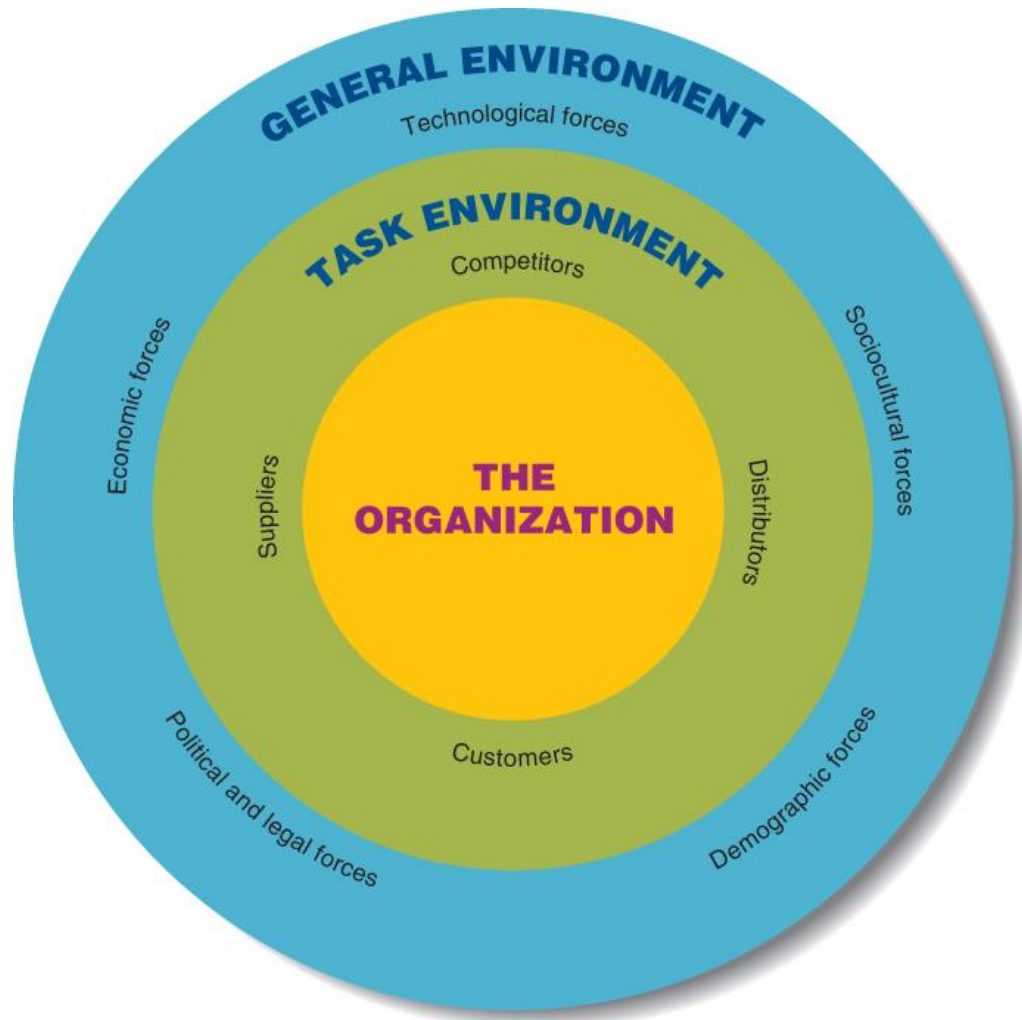 GENERAL ENVIRONMENT
Technological forces
TASK ENVIRONMENT
Competitors
Economic forces
Sociocultural forces
Suppliers
THE
ORGANIZATION
Distributors
Customers
Political and legal forces
Demographic forces